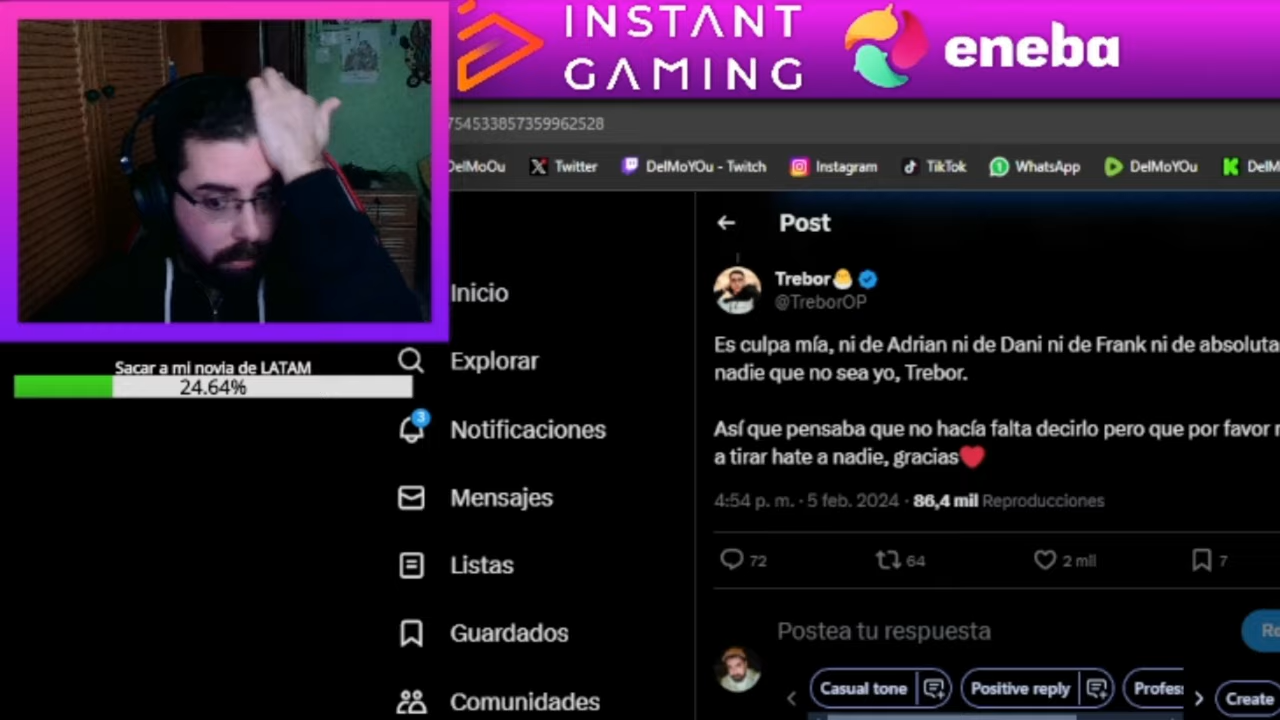 INSTANT
GAMING
eneba
754533857359962528
DelMoOu
Twitter
DelMoYOu - Twitch
Instagram
TikTok
WhatsApp
DelMoYOu
DelM
Post
Trebor
@TreborOP
Inicio
Es culpa mía, ni de Adrian ni de Dani ni de Frank ni de absoluta
nadie que no sea yo, Trebor.
Sacar a mi novia de LATAM
24.64%
Explorar
3
Notificaciones
Así que pensaba que no hacía falta decirlo pero que por favor
a tirar hate a nadie, gracias❤️
Mensajes
4:54 p. m. · 5 feb. 2024 · 86,4 mil Reproducciones
72
64
2 mil
7
Listas
Guardados
Postea tu respuesta
Comunidades
Casual tone
Positive reply
Profes
Create